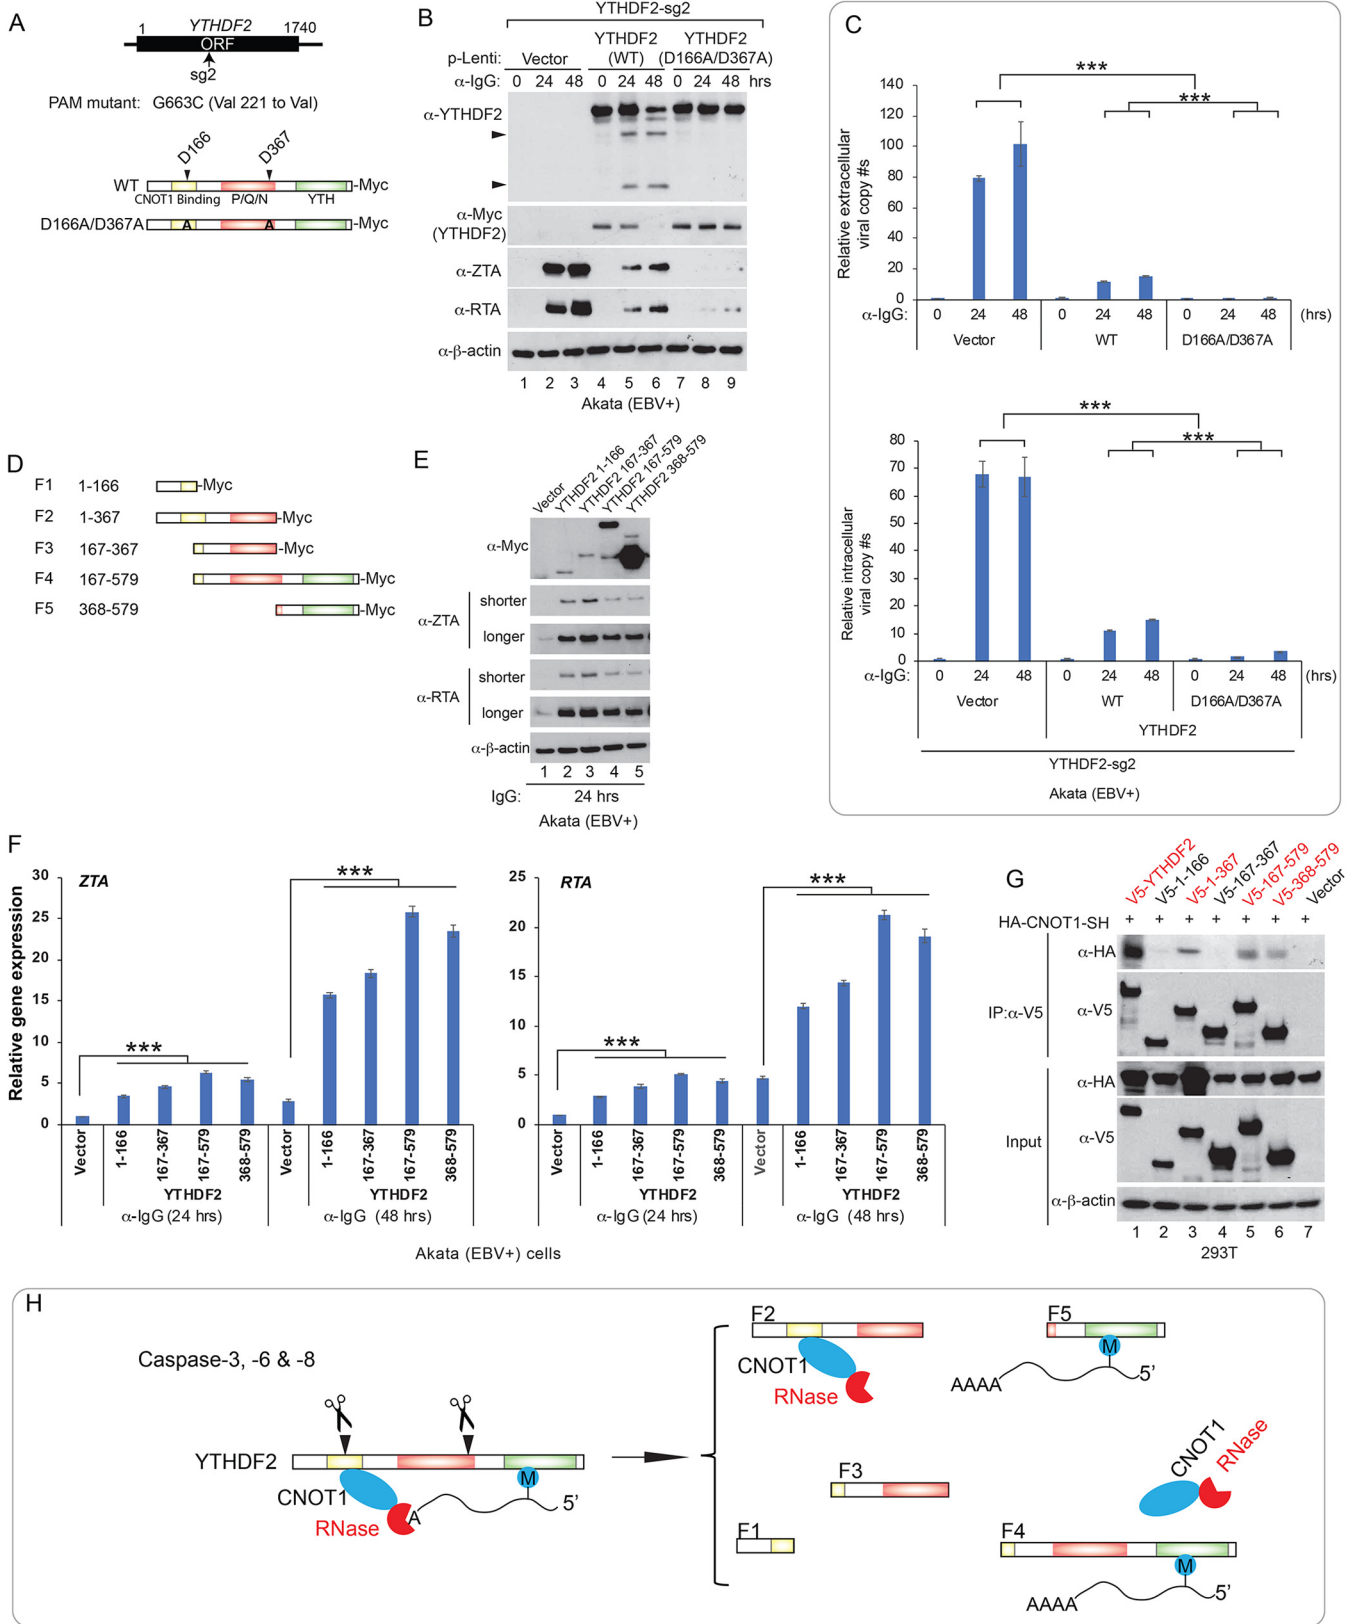 A
1 YTHDF2 1740
ORF
sg2
PAM mutant: G663C (Val 221 to Val)
D166 D367
WT -Myc
CNOT1 Binding P/Q/N YTH
D166A/D367A A A -Myc
B
YTHDF2-sg2
YTHDF2 YTHDF2
p-Lenti: Vector (WT) (D166A/D367A)
α-IgG: 0 24 48 0 24 48 0 24 48 hrs
α-YTHDF2
α-Myc
(YTHDF2)
α-ZTA
α-RTA
α-β-actin
1 2 3 4 5 6 7 8 9
Akata (EBV+)
C
Relative extracellular
viral copy #s
140
120
100
80
60
40
20
0
***
***
α-IgG: 0 24 48 0 24 48 0 24 48 (hrs)
Vector WT D166A/D367A
Relative intracellular
viral copy #s
80
70
60
50
40
30
20
10
0
***
***
α-IgG: 0 24 48 0 24 48 0 24 48 (hrs)
Vector WT D166A/D367A
YTHDF2
YTHDF2-sg2
Akata (EBV+)
D
F1 1-166 -Myc
F2 1-367 -Myc
F3 167-367 -Myc
F4 167-579 -Myc
F5 368-579 -Myc
E
Vector
YTHDF2 1-166
YTHDF2 167-367
YTHDF2 167-579
YTHDF2 368-579
α-Myc
α-ZTA
shorter
longer
α-RTA
shorter
longer
α-β-actin
1 2 3 4 5
IgG: 24 hrs
Akata (EBV+)
F
Relative gene expression
ZTA
30
25
20
15
10
5
0
***
***
Vector 1-166 167-367 167-579 368-579 Vector 1-166 167-367 167-579 368-579
YTHDF2 YTHDF2
α-IgG (24 hrs) α-IgG (48 hrs)
RTA
25
20
15
10
5
0
***
***
Vector 1-166 167-367 167-579 368-579 Vector 1-166 167-367 167-579 368-579
YTHDF2 YTHDF2
α-IgG (24 hrs) α-IgG (48 hrs)
Akata (EBV+) cells
G
V5-YTHDF2
V5-1-166
V5-1-367
V5-167-367
V5-167-579
V5-368-579
Vector
HA-CNOT1-SH + + + + + + +
IP:α-V5
α-HA
α-V5
Input
α-HA
α-V5
α-β-actin
1 2 3 4 5 6 7
293T
H
Caspase-3, -6 & -8
YTHDF2
CNOT1
RNase
A
M
5’
F2
CNOT1
RNase
F5
M
AAAA 5’
F3
CNOT1
RNase
F1
F4
M
AAAA 5’